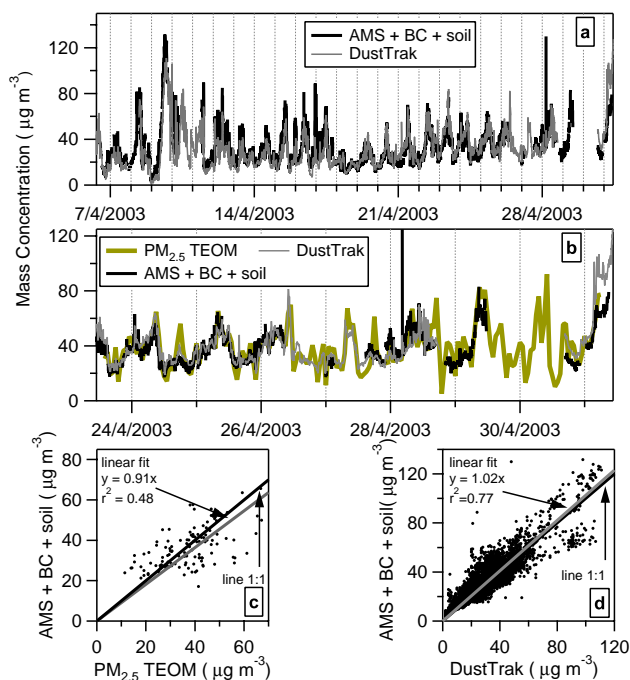 AMS + BC + soil
DustTrak
a
120
80
40
0
7/4/2003 14/4/2003 21/4/2003 28/4/2003
Mass Concentration ( µg m-3)
PM2.5 TEOM DustTrak
AMS + BC + soil
b
120
80
40
0
24/4/2003 26/4/2003 28/4/2003 30/4/2003
AMS + BC + soil( µg m-3)
80
60
40
20
0
linear fit
y = 0.91x
r2 = 0.48
line 1:1
c
0 20 40 60
PM2.5 TEOM ( µg m-3)
AMS + BC + soil( µg m-3)
120
80
40
0
linear fit
y = 1.02x
r2=0.77
line 1:1
d
0 40 80 120
DustTrak ( µg m-3)